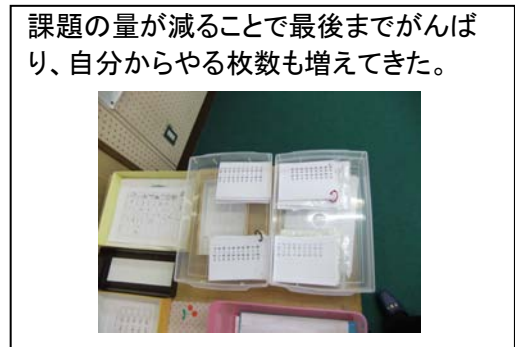 課題の量が減ることで最後までがんば
り、自分からやる枚数も増えてきた。